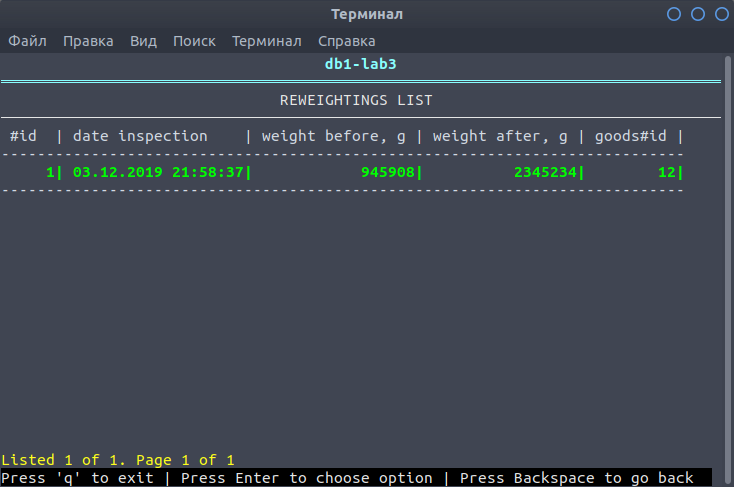 Терминал
Файл Правка Вид Поиск Терминал Справка
db1-lab3
REWEIGHTINGS LIST
#id | date inspection | weight before, g | weight after, g | goods#id |
----------------------------------------------------------------------------
1| 03.12.2019 21:58:37| 945908| 2345234| 12|
----------------------------------------------------------------------------
Listed 1 of 1. Page 1 of 1
Press 'q' to exit | Press Enter to choose option | Press Backspace to go back